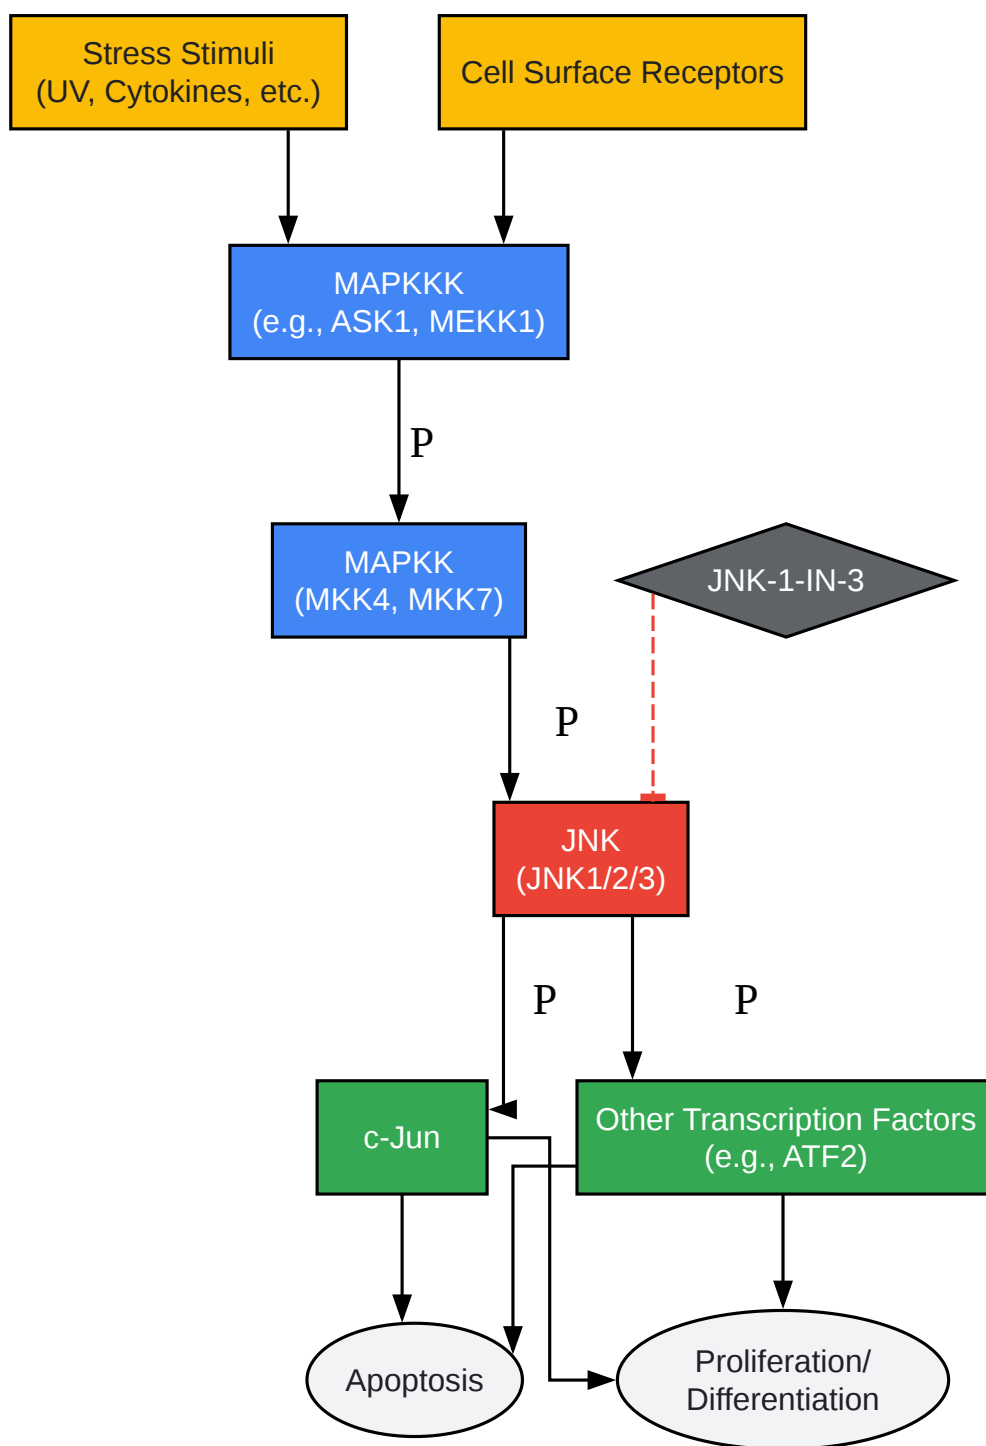 Stress Stimuli
(UV, Cytokines, etc.)
Cell Surface Receptors
MAPKKK
(e.g., ASK1, MEKK1)
P
MAPKK
(MKK4, MKK7)
JNK-1-IN-3
P
JNK
(JNK1/2/3)
P
P
c-Jun
Other Transcription Factors
(e.g., ATF2)
Apoptosis
Proliferation/
Differentiation